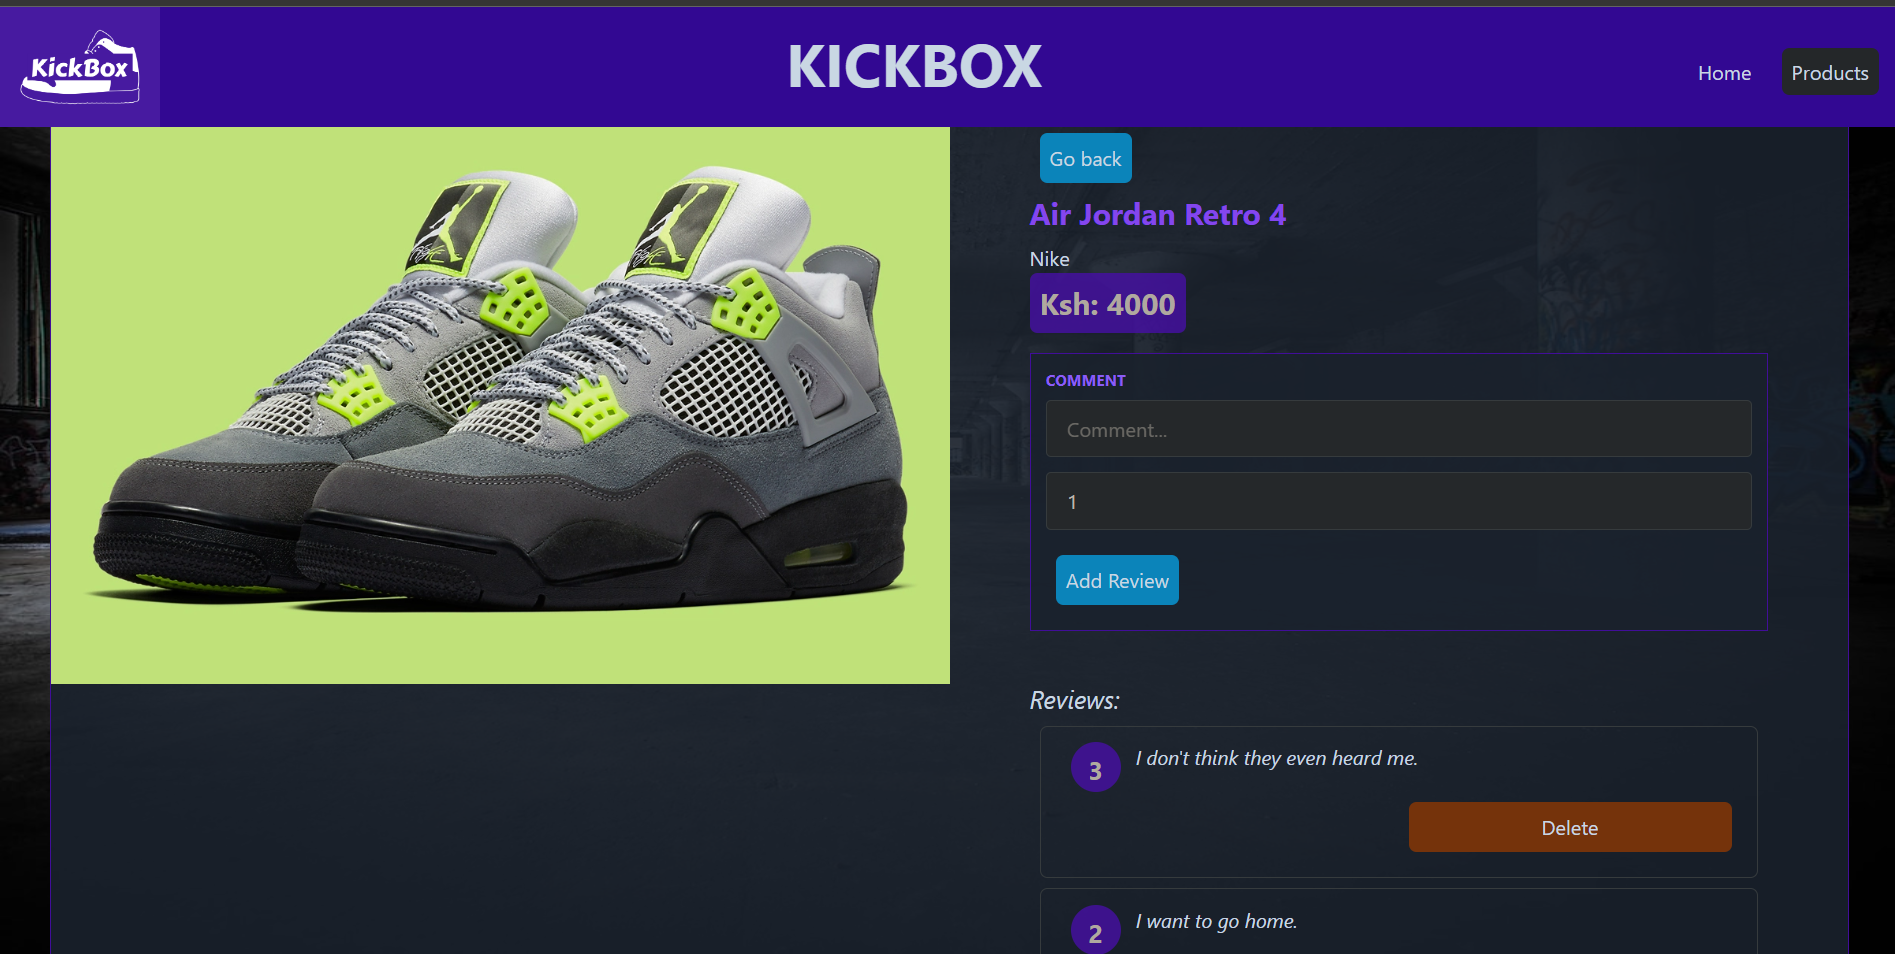 KickBox
KICKBOX
Home
Products
Go back
Air Jordan Retro 4
Nike
Ksh: 4000
COMMENT
Comment...
1
Add Review
Reviews:
3
I don't think they even heard me.
Delete
2
I want to go home.